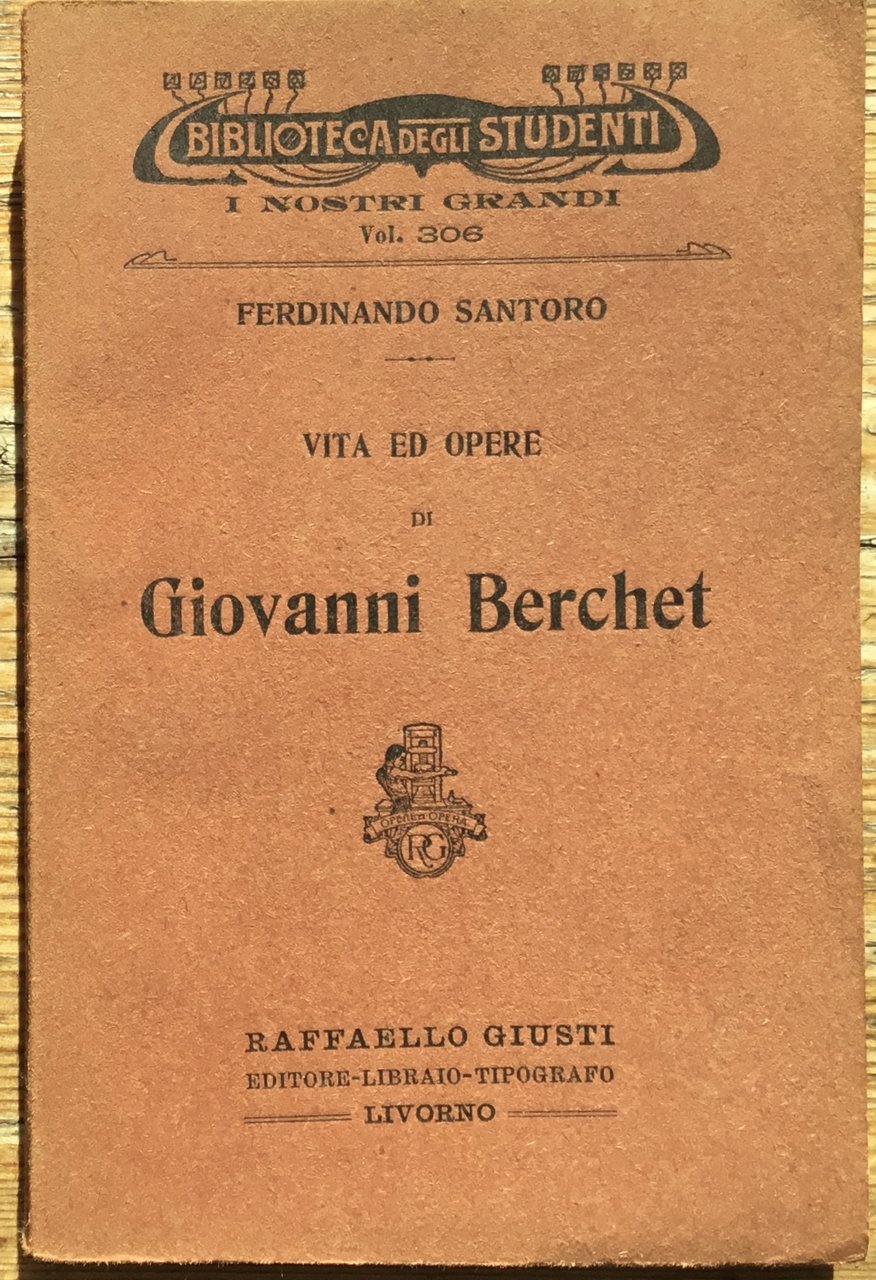 BIBLIOTECA DEGLI STUDENTI
I NOSTRI GRANDI
Vol. 306
FERDINANDO SANTORO
VITA ED OPERE
DI
Giovanni Berchet
OPERE ET OPERA
RG
RAFFAELLO GIUSTI
EDITORE-LIBRAIO-TIPOGRAFO
LIVORNO